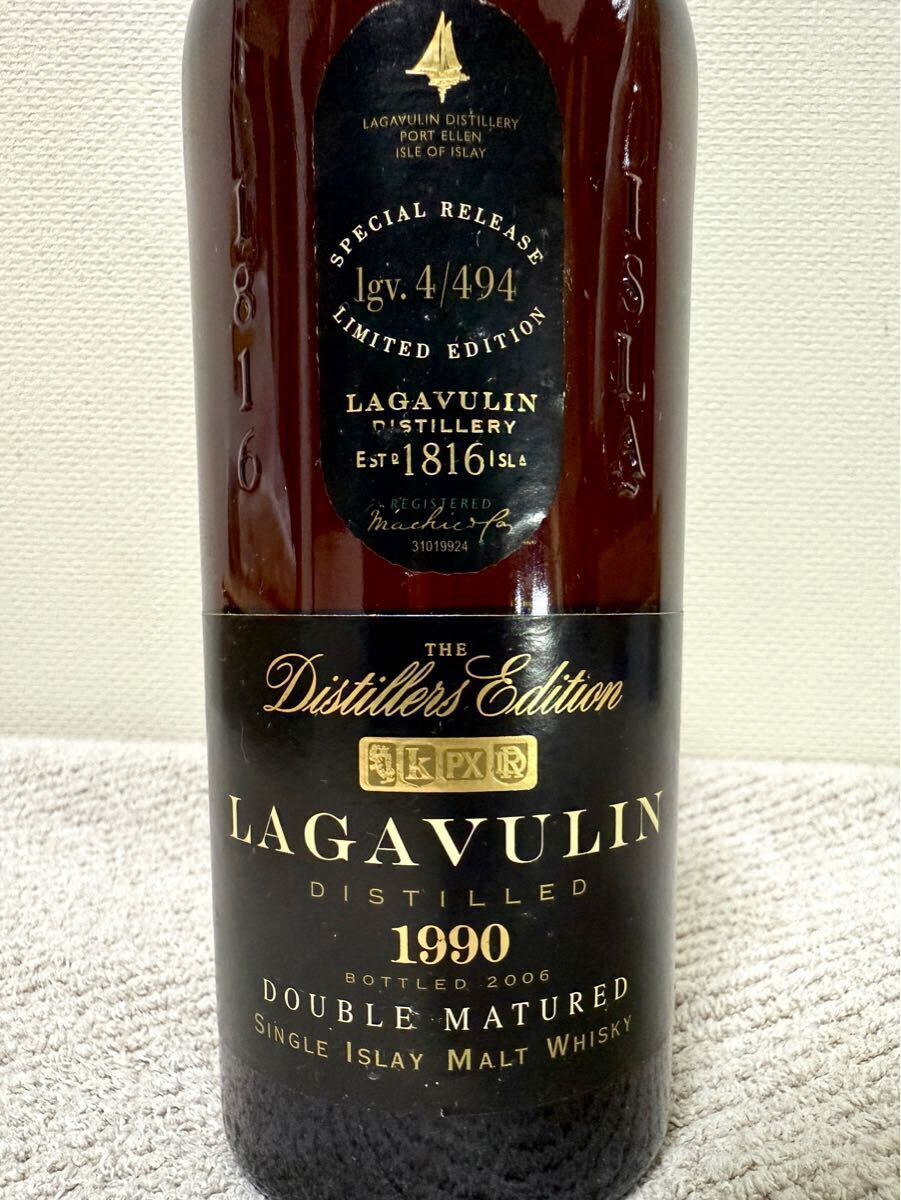 LAGAVULIN DISTILLERY
PORT ELLEN
ISLE OF ISLAY
SPECIAL RELEASE
lgv. 4/494
LIMITED EDITION
LAGAVULIN
DISTILLERY
ESTD 1816 ISLA
REGISTERED
31019924
1816
ISLA
THE
Distillers Edition
k PX
LAGAVULIN
DISTILLED
1990
BOTTLED 2006
DOUBLE MATURED
SINGLE ISLAY MALT WHISKY